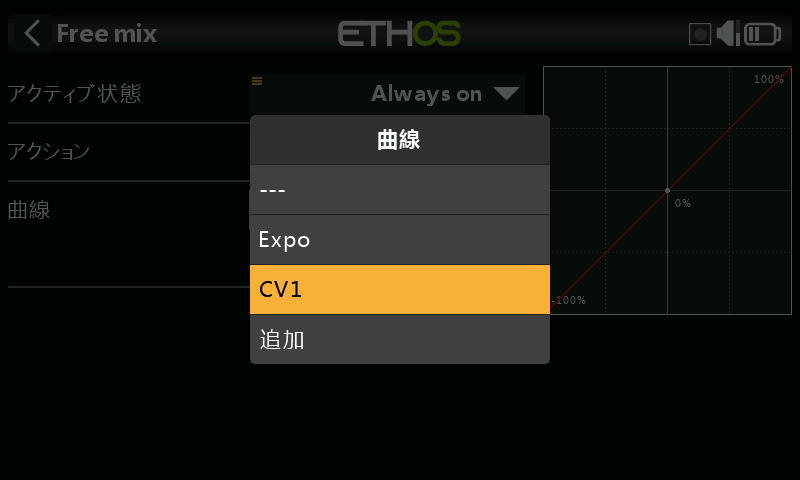 Free mix
ETHOS
アクティブ状態
Always on
アクション
曲線
曲線
---
Expo
CV1
追加
100%
0%
-100%